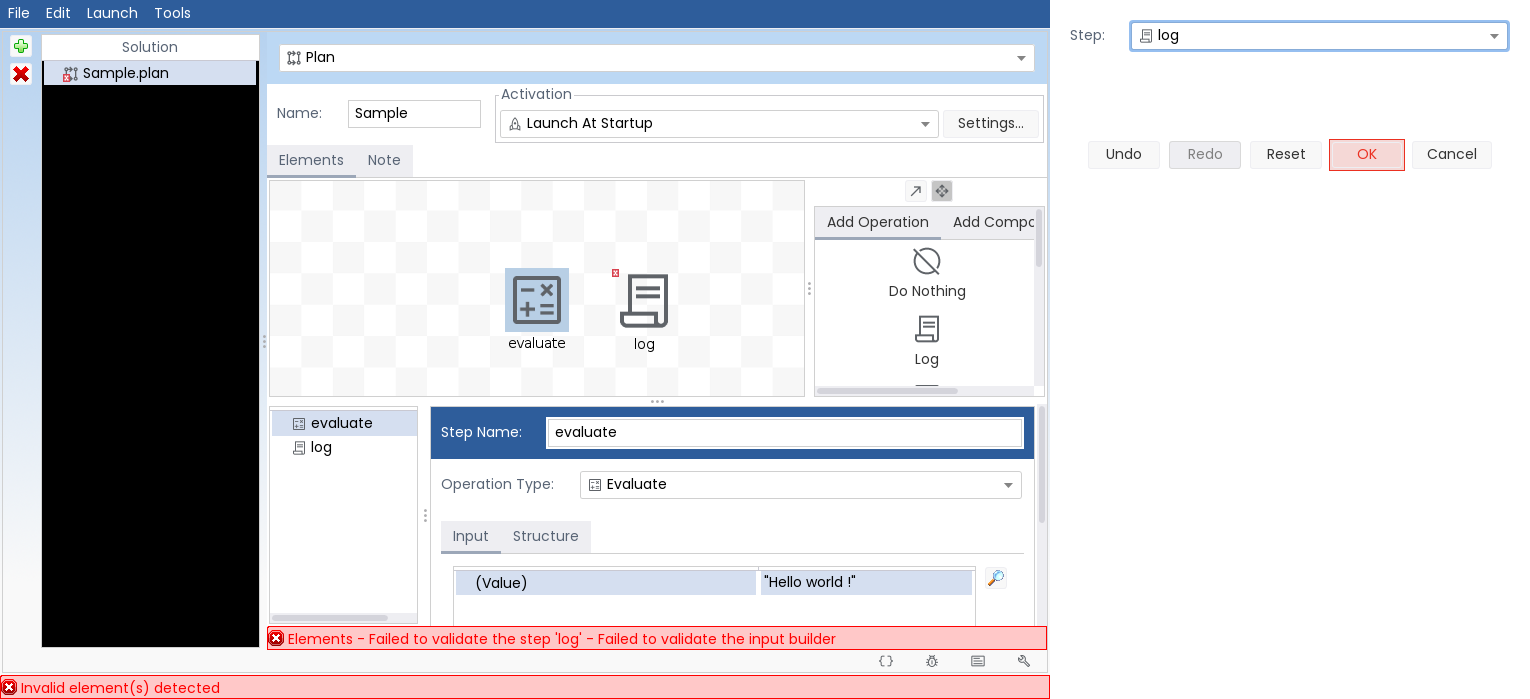 File Edit Launch Tools
Step: log
Solution
Sample.plan
Plan
Name: Sample
Activation
Launch At Startup Settings...
Undo Redo Reset OK Cancel
Elements Note
Add Operation Add Compo
Do Nothing
Log
evaluate log
evaluate
log
Step Name: evaluate
Operation Type: Evaluate
Input Structure
(Value) "Hello world !"
Elements - Failed to validate the step 'log' - Failed to validate the input builder
Invalid element(s) detected